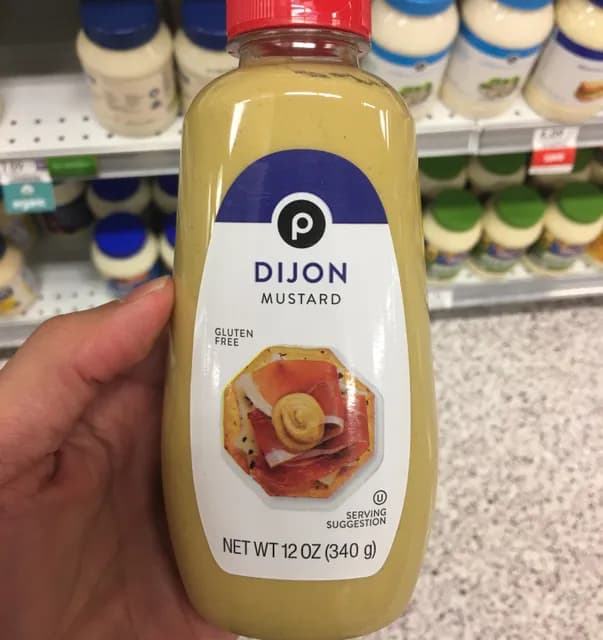 p
DIJON
MUSTARD
GLUTEN
FREE
U
SERVING
SUGGESTION
NET WT 12 OZ (340 g)